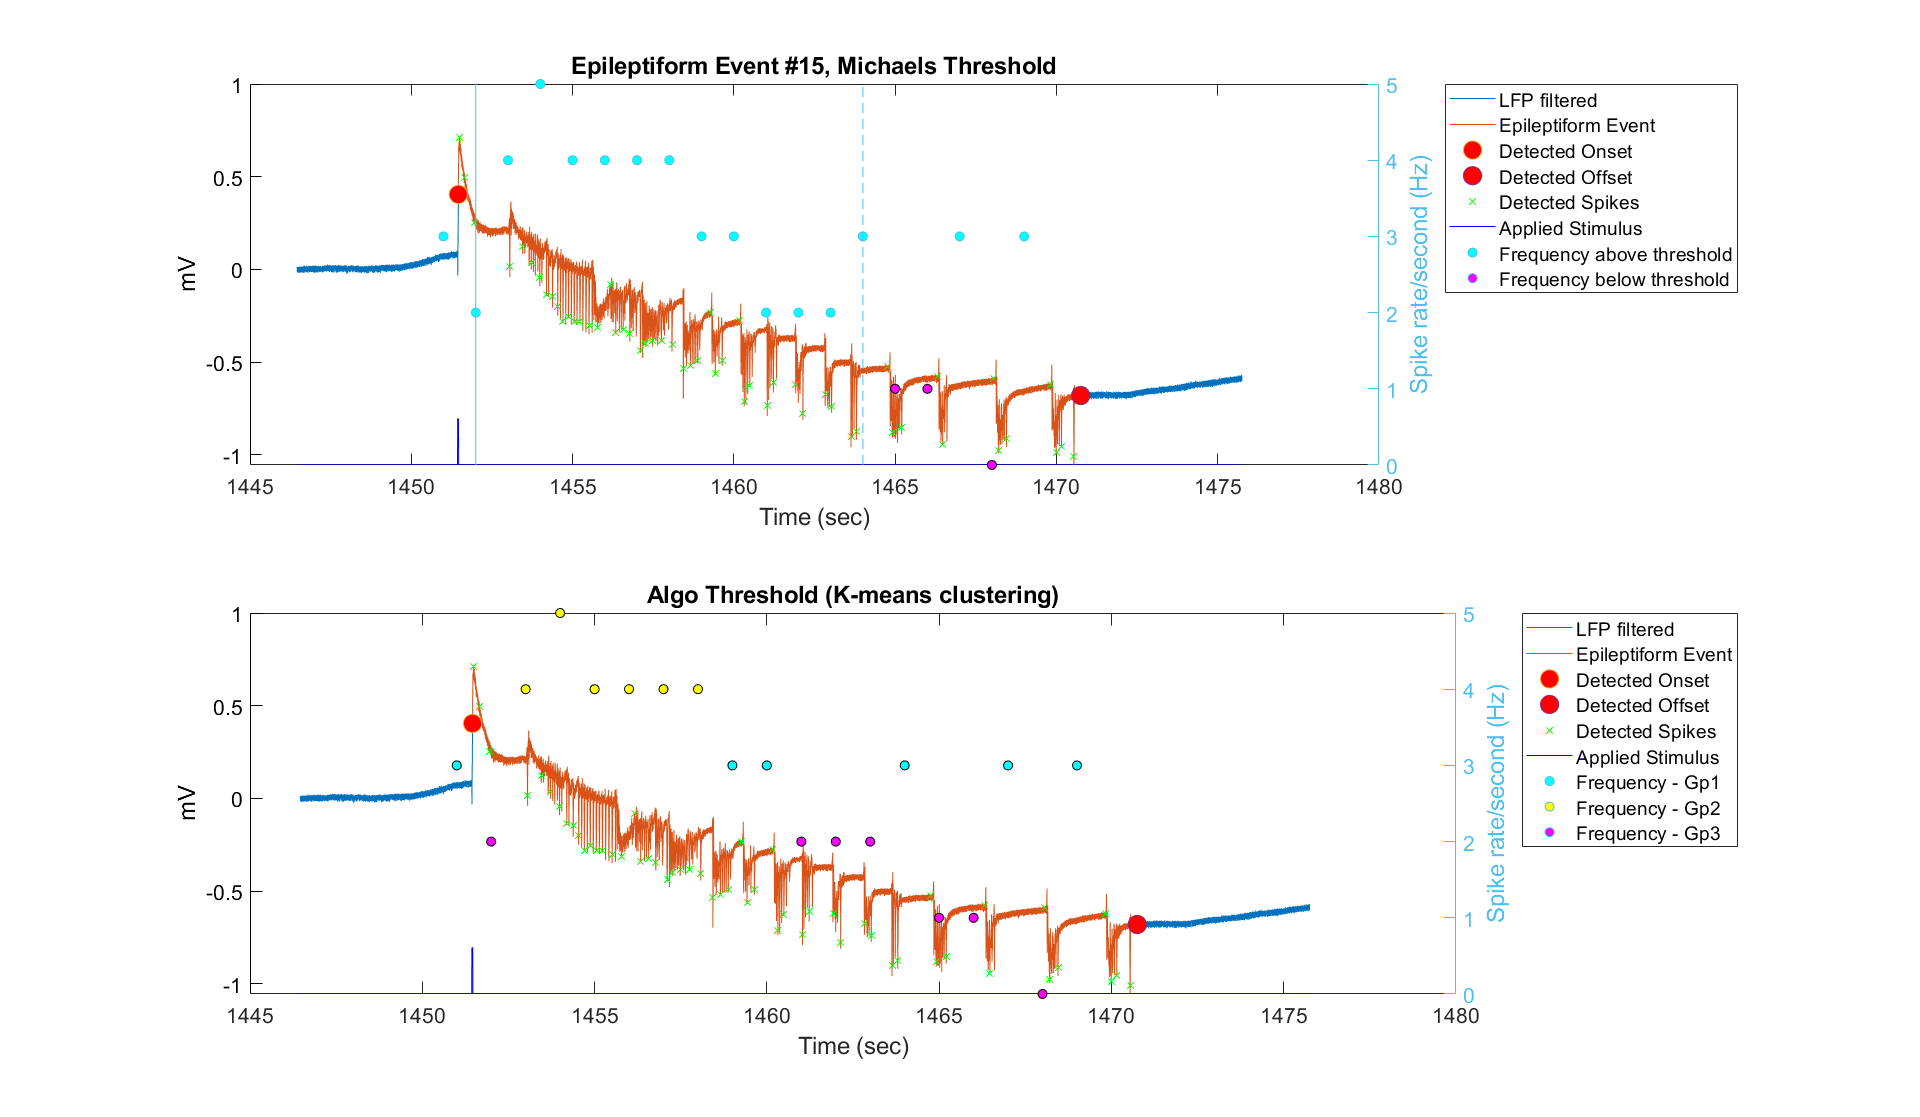 Epileptiform Event #15, Michaels Threshold
1
0.5
0
-0.5
-1
mV
1445
1450
1455
1460
1465
1470
1475
1480
Time (sec)
5
4
3
2
1
0
Spike rate/second (Hz)
LFP filtered
Epileptiform Event
Detected Onset
Detected Offset
Detected Spikes
Applied Stimulus
Frequency above threshold
Frequency below threshold
Algo Threshold (K-means clustering)
1
0.5
0
-0.5
-1
mV
1445
1450
1455
1460
1465
1470
1475
1480
Time (sec)
5
4
3
2
1
0
Spike rate/second (Hz)
LFP filtered
Epileptiform Event
Detected Onset
Detected Offset
Detected Spikes
Applied Stimulus
Frequency - Gp1
Frequency - Gp2
Frequency - Gp3